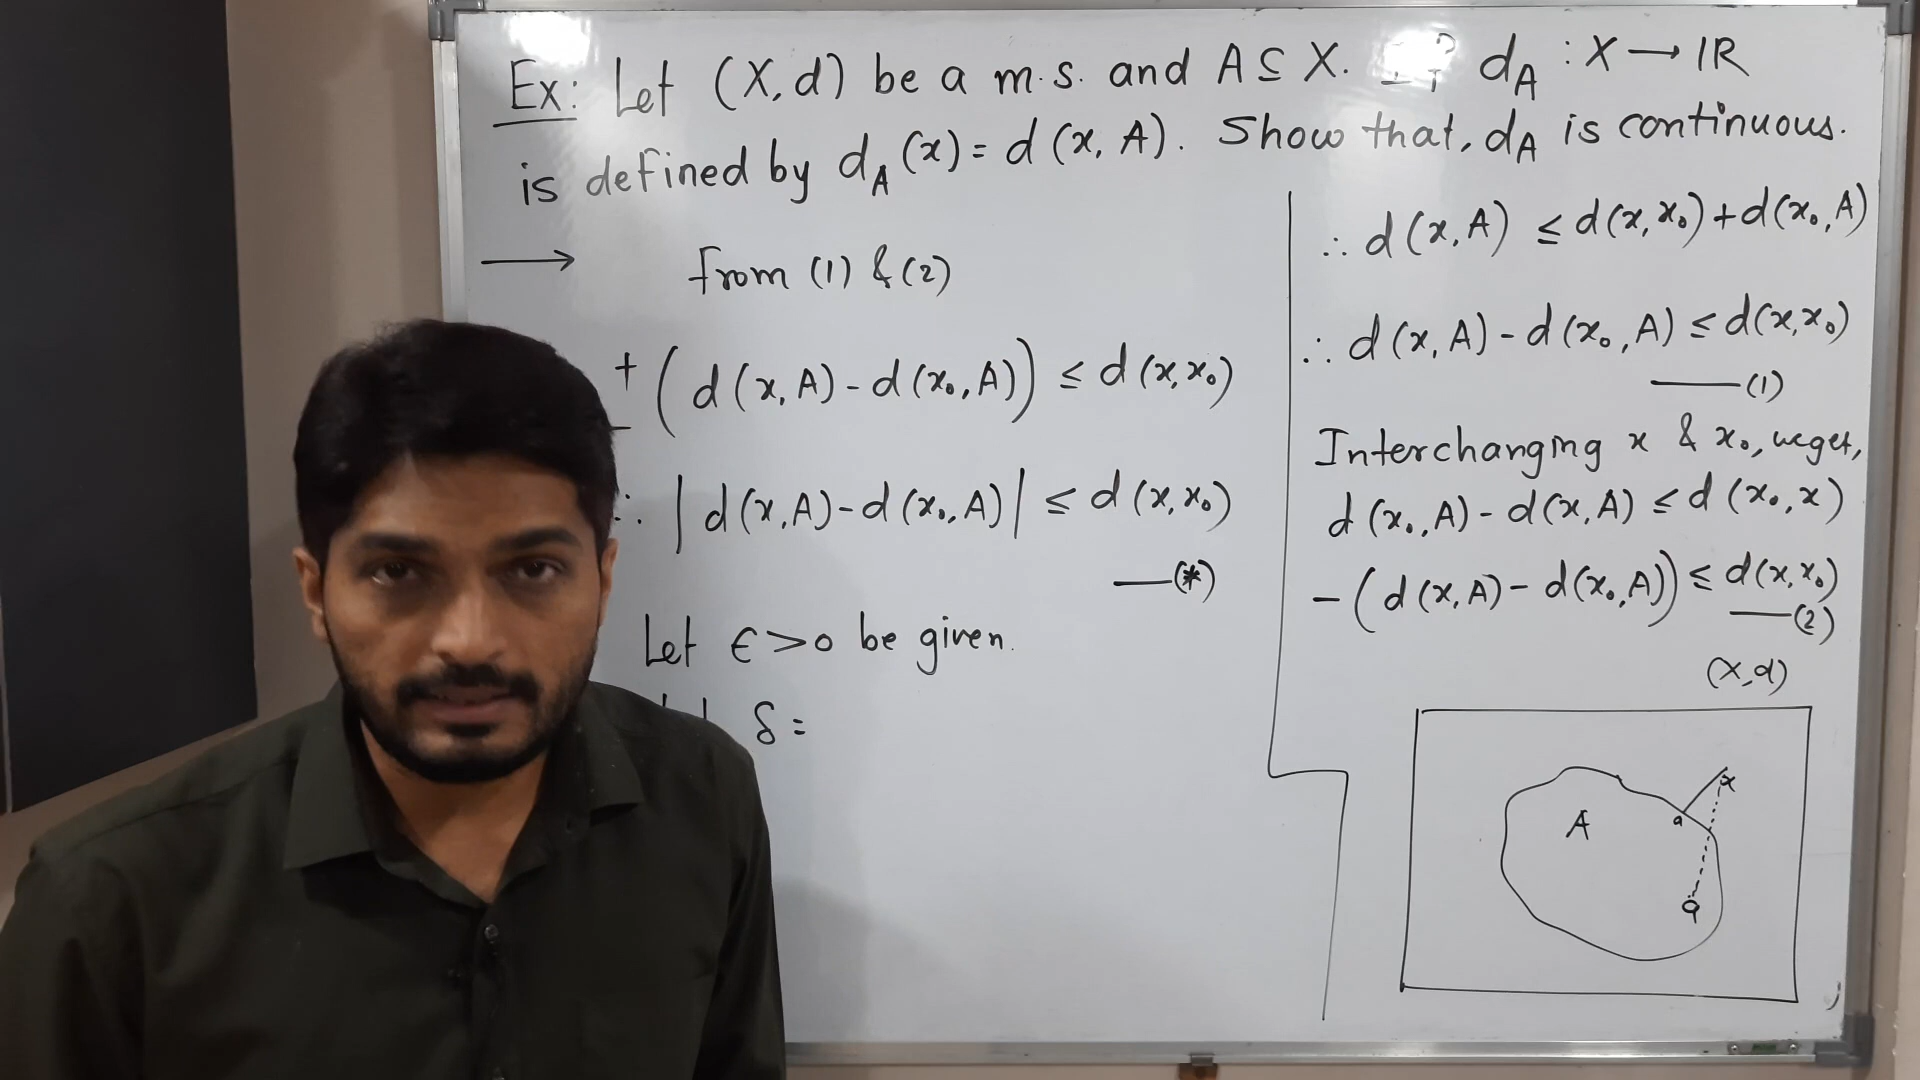 Ex: Let (X,d) be a m.s. and A ⊆ X. If d_A : X → IR
is defined by d_A(x) = d(x, A). Show that, d_A is continuous.
→ from (1) & (2)
± (d(x,A) - d(x₀,A)) ≤ d(x,x₀)
∴ |d(x,A) - d(x₀,A)| ≤ d(x,x₀)
—(*)
Let ϵ>0 be given.
δ =
∴ d(x,A) ≤ d(x,x₀)+d(x₀,A)
∴ d(x,A) - d(x₀,A) ≤ d(x,x₀)
—(1)
Interchanging x & x₀, we get,
d(x₀,A) - d(x,A) ≤ d(x₀,x)
-(d(x,A) - d(x₀,A)) ≤ d(x,x₀)
—(2)
(X,d)
x
A
a